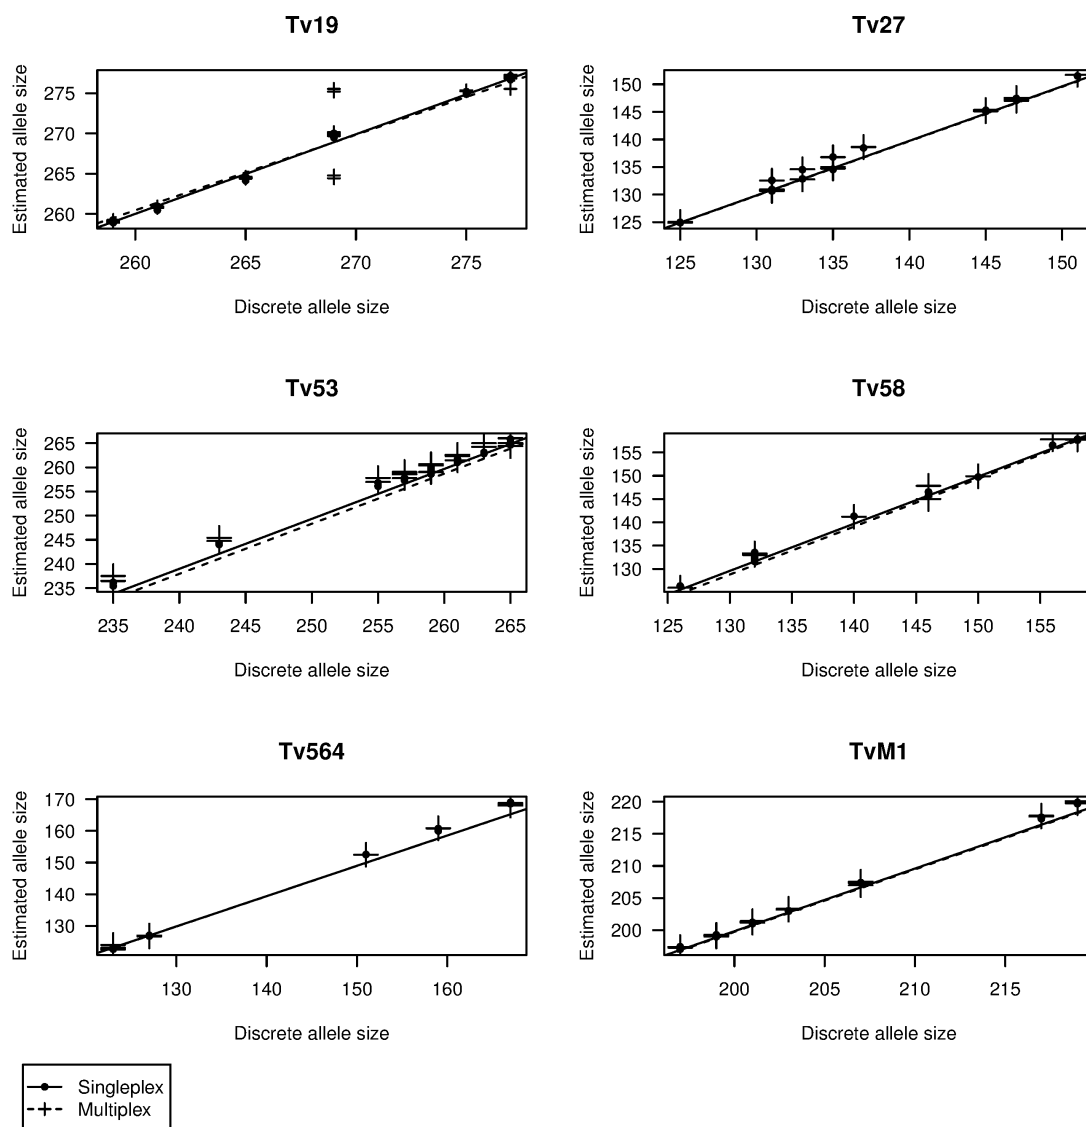 Tv19
Estimated allele size
275
270
265
260
260 265 270 275
Discrete allele size
Tv27
Estimated allele size
150
145
140
135
130
125
125 130 135 140 145 150
Discrete allele size
Tv53
Estimated allele size
265
260
255
250
245
240
235
235 240 245 250 255 260 265
Discrete allele size
Tv58
Estimated allele size
155
150
145
140
135
130
125 130 135 140 145 150 155
Discrete allele size
Tv564
Estimated allele size
170
160
150
140
130
130 140 150 160
Discrete allele size
TvM1
Estimated allele size
220
215
210
205
200
200 205 210 215
Discrete allele size
Singleplex
Multiplex